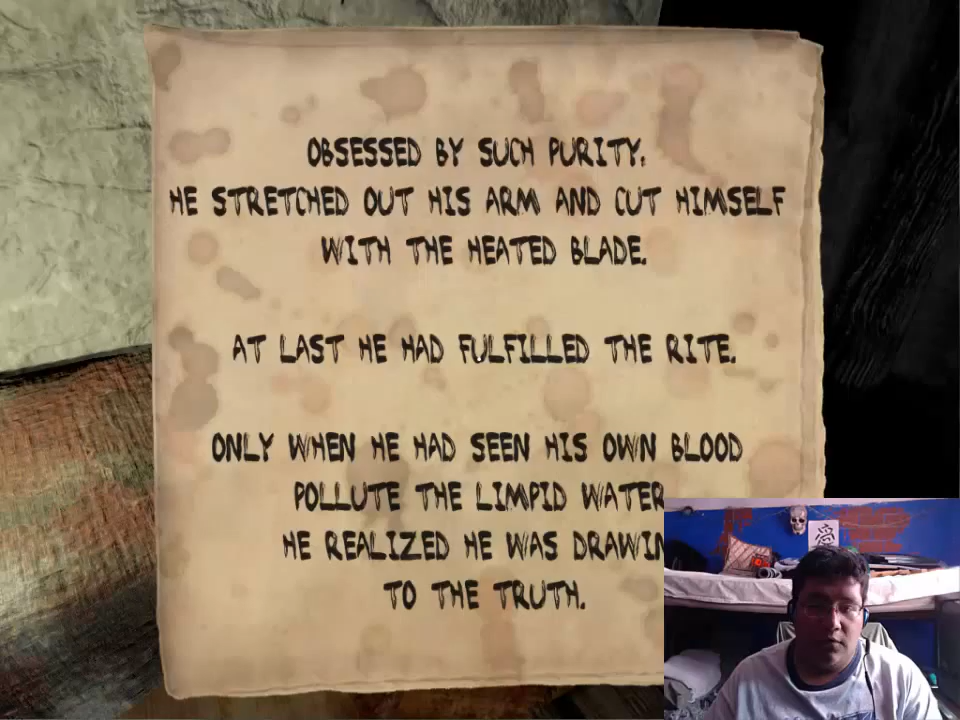 OBSESSED BY SUCH PURITY.
HE STRETCHED OUT HIS ARM AND CUT HIMSELF
WITH THE HEATED BLADE.
AT LAST HE HAD FULFILLED THE RITE.
ONLY WHEN HE HAD SEEN HIS OWN BLOOD
POLLUTE THE LIMPID WATER
HE REALIZED HE WAS
TO THE TRUTH.